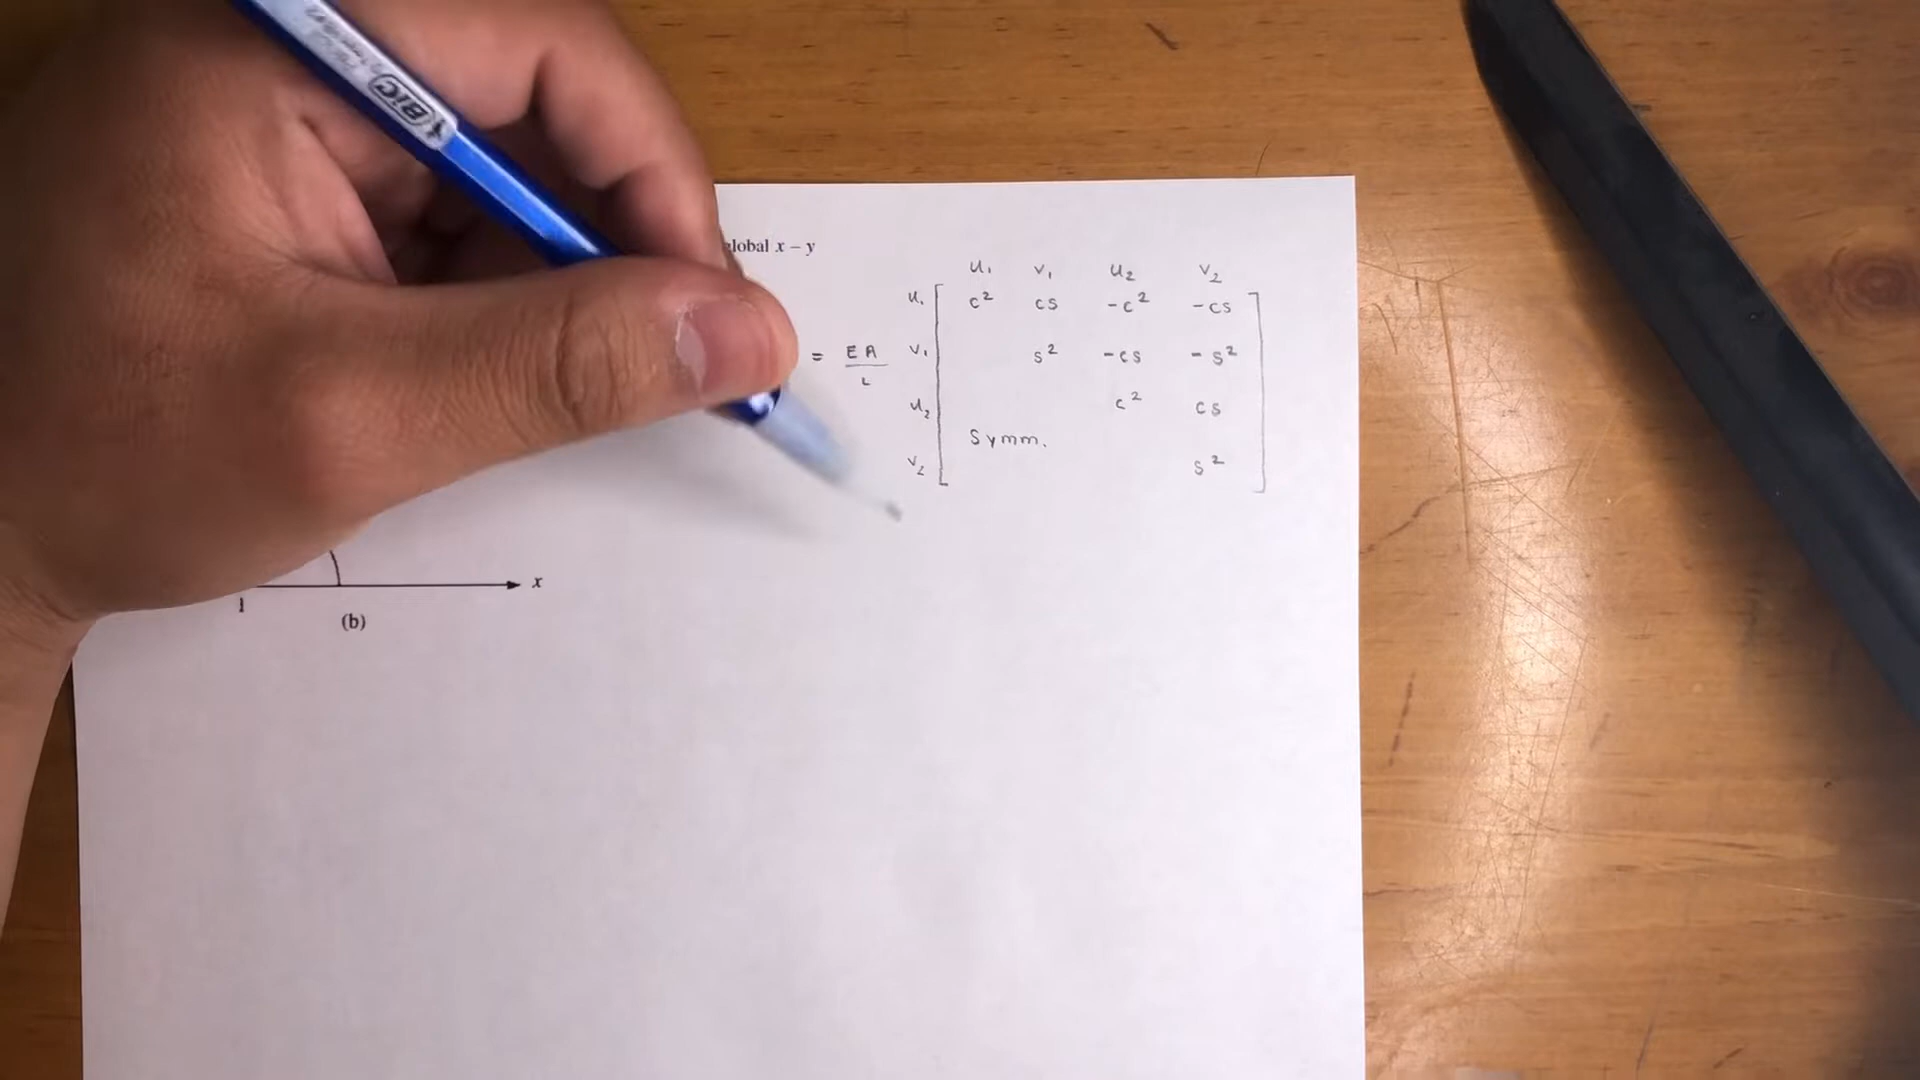 BIC
global x – y
u₁ v₁ u₂ v₂
u₁ c² cs -c² -cs
= EA/L v₁ s² -cs -s²
u₂ c² cs
Symm.
v₂ s²
x
1
(b)